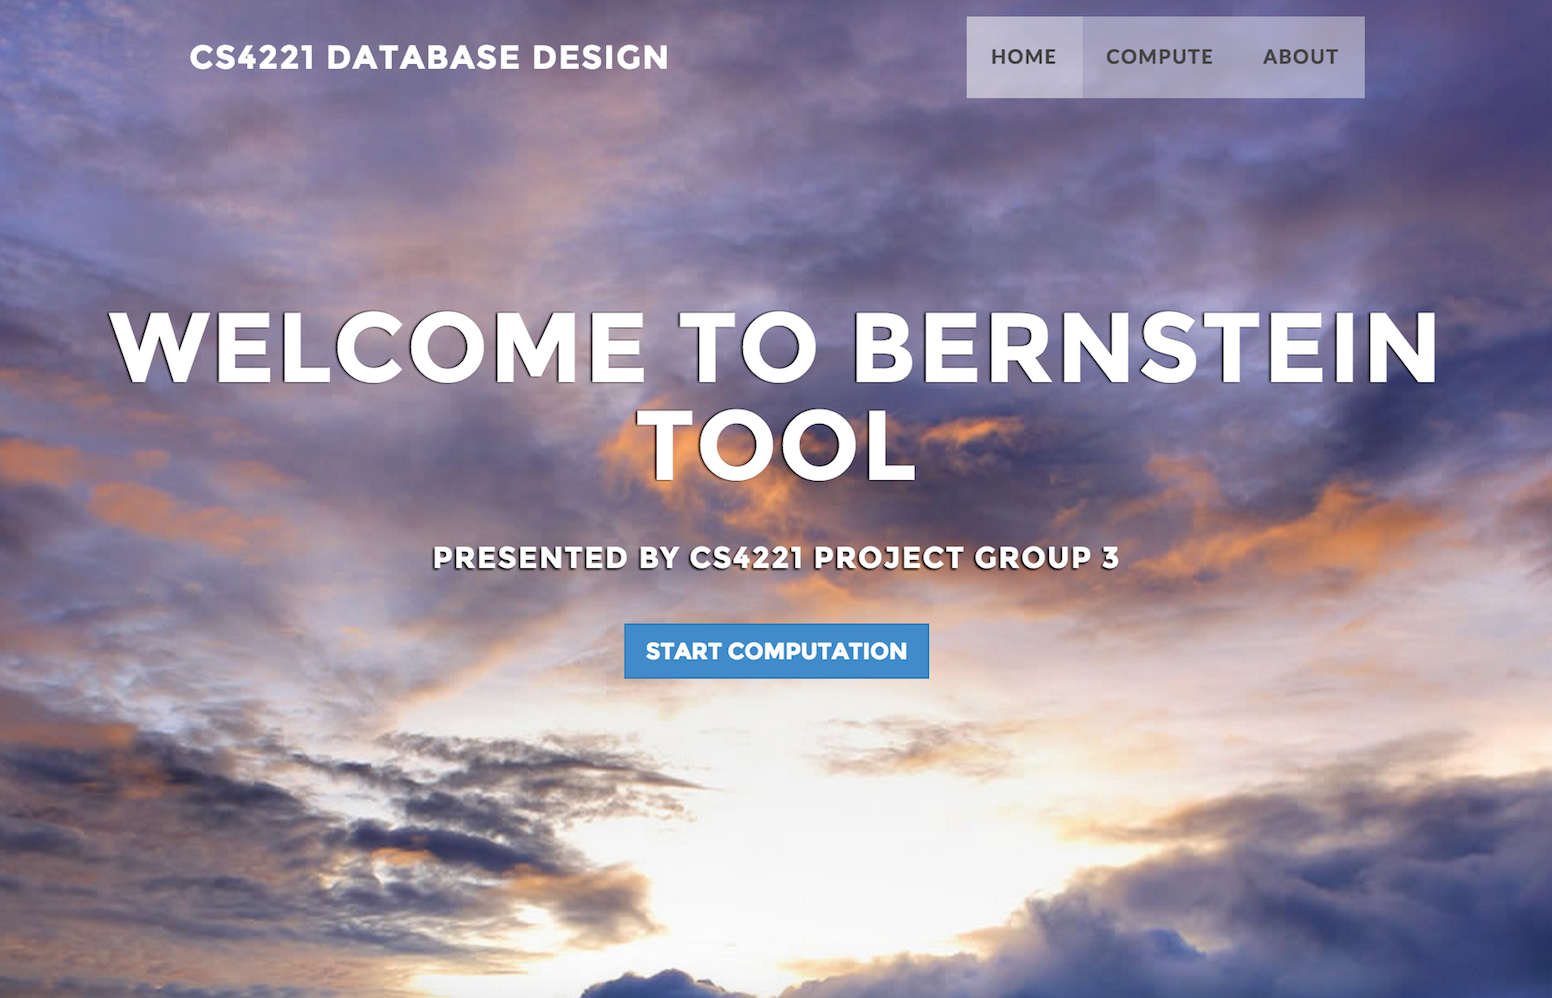 CS4221 DATABASE DESIGN
HOME COMPUTE ABOUT
WELCOME TO BERNSTEIN
TOOL
PRESENTED BY CS4221 PROJECT GROUP 3
START COMPUTATION